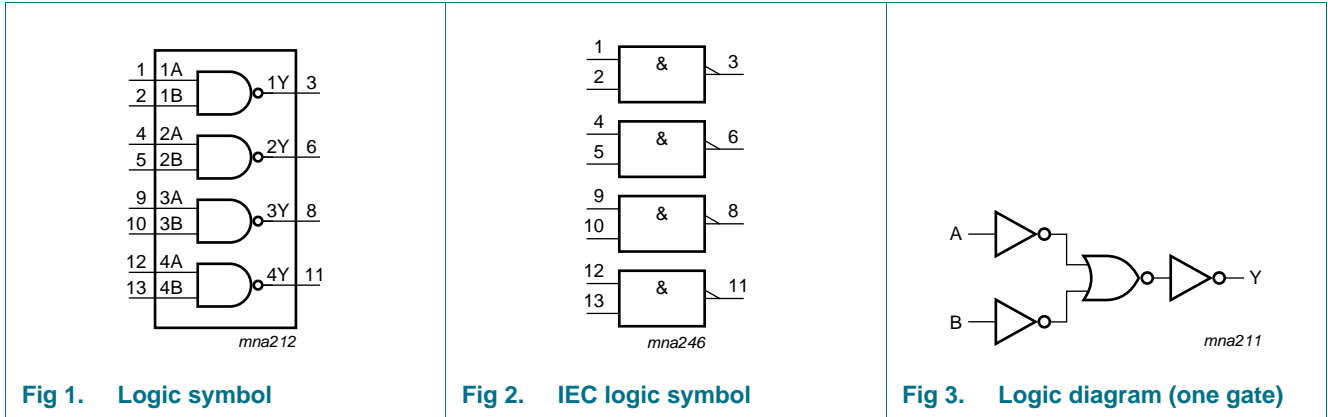 1 1A
2 1B
1Y 3
4 2A
5 2B
2Y 6
9 3A
10 3B
3Y 8
12 4A
13 4B
4Y 11
mna212
Fig 1. Logic symbol
1
2
&
3
4
5
&
6
9
10
&
8
12
13
&
11
mna246
Fig 2. IEC logic symbol
A
B
Y
mna211
Fig 3. Logic diagram (one gate)